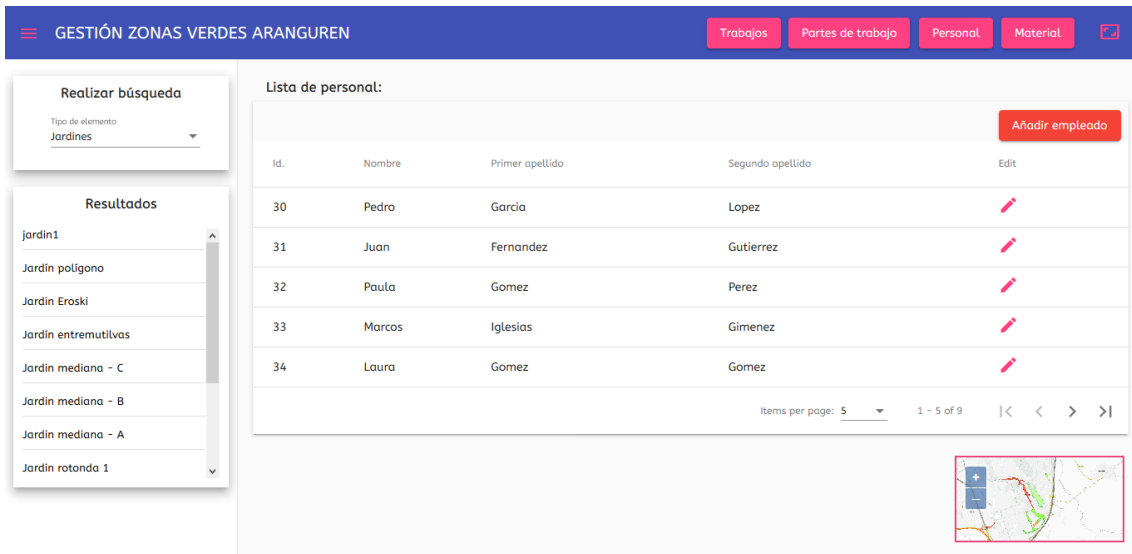 GESTIÓN ZONAS VERDES ARANGUREN
Trabajos Partes de trabajo Personal Material
Realizar búsqueda
Tipo de elemento
Jardines
Resultados
jardin1
Jardín polígono
Jardin Eroski
Jardín entremutilvas
Jardin mediana - C
Jardin mediana - B
Jardin mediana - A
Jardin rotonda 1
Lista de personal:
Añadir empleado
Id. Nombre Primer apellido Segundo apellido Edit
30 Pedro Garcia Lopez
31 Juan Fernandez Gutierrez
32 Paula Gomez Perez
33 Marcos Iglesias Gimenez
34 Laura Gomez Gomez
Items per page: 5 1 - 5 of 9
+
−